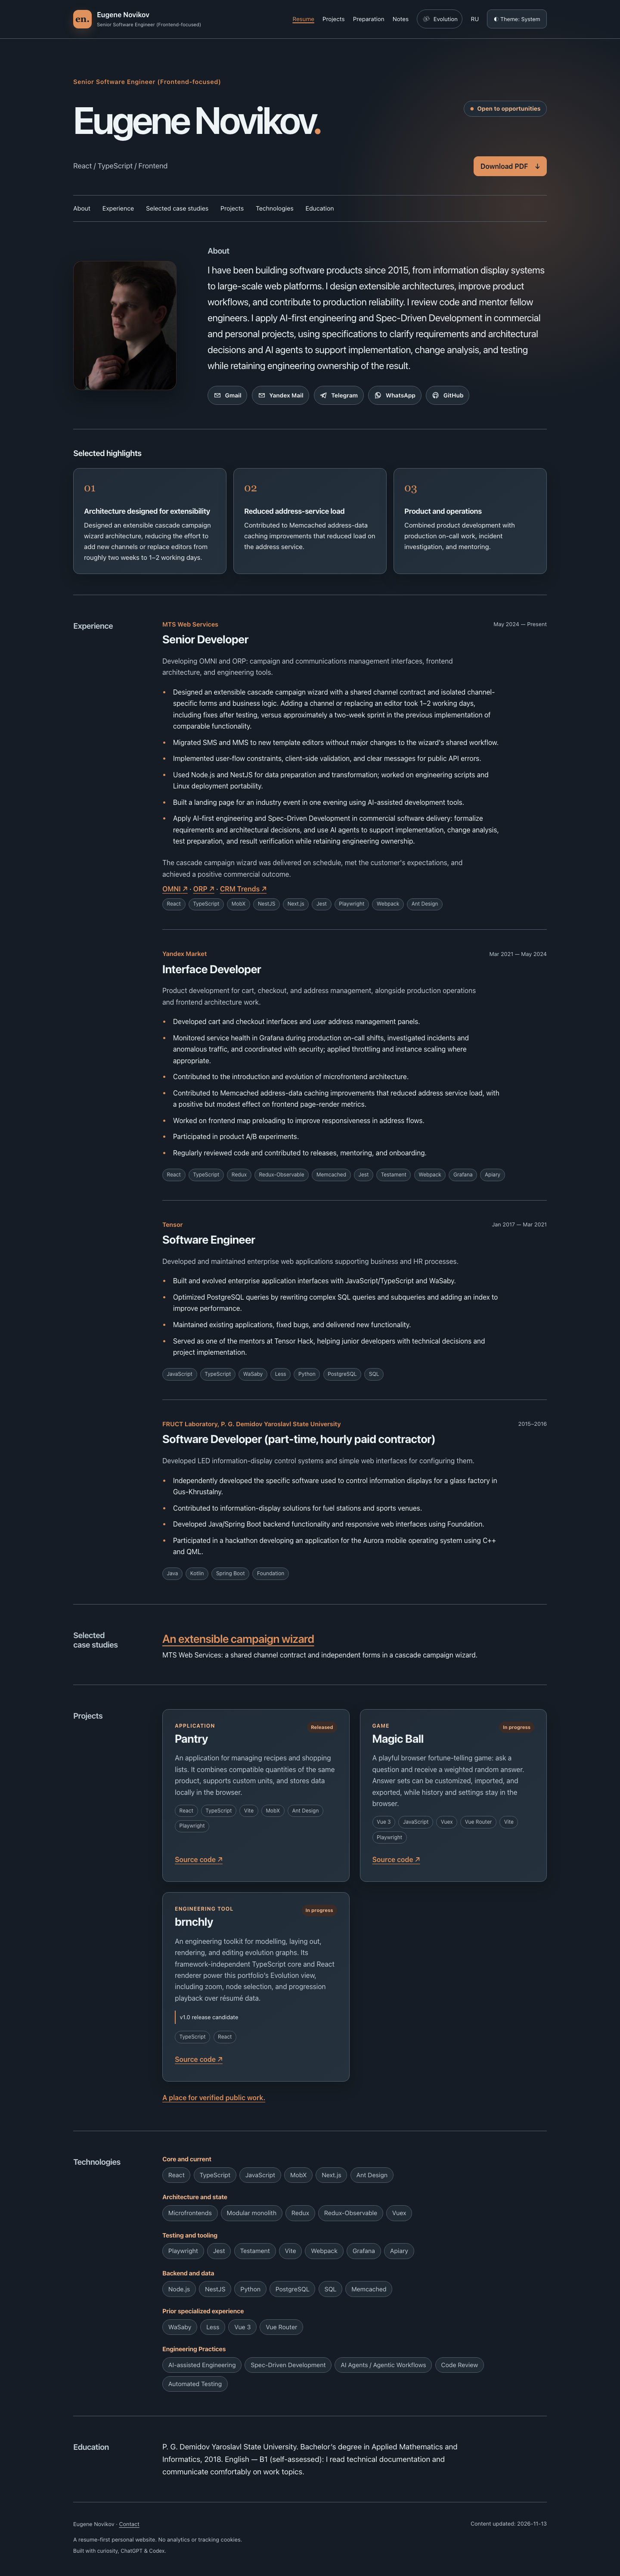 en.
Eugene Novikov
Senior Software Engineer (Frontend-focused)
Resume
Projects
Preparation
Notes
Evolution
RU
Theme: System
Senior Software Engineer (Frontend-focused)
Eugene Novikov.
Open to opportunities
React / TypeScript / Frontend
Download PDF ↓
About
Experience
Selected case studies
Projects
Technologies
Education
About
I have been building software products since 2015, from information display systems
to large-scale web platforms. I design extensible architectures, improve product
workflows, and contribute to production reliability. I review code and mentor fellow
engineers. I apply AI-first engineering and Spec-Driven Development in commercial
and personal projects, using specifications to clarify requirements and architectural
decisions and AI agents to support implementation, change analysis, and testing
while retaining engineering ownership of the result.
Gmail
Yandex Mail
Telegram
WhatsApp
GitHub
Selected highlights
01
Architecture designed for extensibility
Designed an extensible cascade campaign
wizard architecture, reducing the effort to
add new channels or replace editors from
roughly two weeks to 1–2 working days.
02
Reduced address-service load
Contributed to Memcached address-data
caching improvements that reduced load on
the address service.
03
Product and operations
Combined product development with
production on-call work, incident
investigation, and mentoring.
Experience
MTS Web Services
May 2024 — Present
Senior Developer
Developing OMNI and ORP: campaign and communications management interfaces, frontend
architecture, and engineering tools.
• Designed an extensible cascade campaign wizard with a shared channel contract and isolated channel-
specific forms and business logic. Adding a channel or replacing an editor took 1–2 working days,
including fixes after testing, versus approximately a two-week sprint in the previous implementation of
comparable functionality.
• Migrated SMS and MMS to new template editors without major changes to the wizard's shared workflow.
• Implemented user-flow constraints, client-side validation, and clear messages for public API errors.
• Used Node.js and NestJS for data preparation and transformation; worked on engineering scripts and
Linux deployment portability.
• Built a landing page for an industry event in one evening using AI-assisted development tools.
• Apply AI-first engineering and Spec-Driven Development in commercial software delivery: formalize
requirements and architectural decisions, and use AI agents to support implementation, change analysis,
test preparation, and result verification while retaining engineering ownership.
The cascade campaign wizard was delivered on schedule, met the customer's expectations, and
achieved a positive commercial outcome.
OMNI ↗ · ORP ↗ · CRM Trends ↗
React
TypeScript
MobX
NestJS
Next.js
Jest
Playwright
Webpack
Ant Design
Yandex Market
Mar 2021 — May 2024
Interface Developer
Product development for cart, checkout, and address management, alongside production operations
and frontend architecture work.
• Developed cart and checkout interfaces and user address management panels.
• Monitored service health in Grafana during production on-call shifts, investigated incidents and
anomalous traffic, and coordinated with security; applied throttling and instance scaling where
appropriate.
• Contributed to the introduction and evolution of microfrontend architecture.
• Contributed to Memcached address-data caching improvements that reduced address service load, with
a positive but modest effect on frontend page-render metrics.
• Worked on frontend map preloading to improve responsiveness in address flows.
• Participated in product A/B experiments.
• Regularly reviewed code and contributed to releases, mentoring, and onboarding.
React
TypeScript
Redux
Redux-Observable
Memcached
Jest
Testament
Webpack
Grafana
Apiary
Tensor
Jan 2017 — Mar 2021
Software Engineer
Developed and maintained enterprise web applications supporting business and HR processes.
• Built and evolved enterprise application interfaces with JavaScript/TypeScript and WaSaby.
• Optimized PostgreSQL queries by rewriting complex SQL queries and subqueries and adding an index to
improve performance.
• Maintained existing applications, fixed bugs, and delivered new functionality.
• Served as one of the mentors at Tensor Hack, helping junior developers with technical decisions and
project implementation.
JavaScript
TypeScript
WaSaby
Less
Python
PostgreSQL
SQL
FRUCT Laboratory, P. G. Demidov Yaroslavl State University
2015–2016
Software Developer (part-time, hourly paid contractor)
Developed LED information-display control systems and simple web interfaces for configuring them.
• Independently developed the specific software used to control information displays for a glass factory in
Gus-Khrustalny.
• Contributed to information-display solutions for fuel stations and sports venues.
• Developed Java/Spring Boot backend functionality and responsive web interfaces using Foundation.
• Participated in a hackathon developing an application for the Aurora mobile operating system using C++
and QML.
Java
Kotlin
Spring Boot
Foundation
Selected
case studies
An extensible campaign wizard
MTS Web Services: a shared channel contract and independent forms in a cascade campaign wizard.
Projects
APPLICATION
Released
Pantry
An application for managing recipes and shopping
lists. It combines compatible quantities of the same
product, supports custom units, and stores data
locally in the browser.
React
TypeScript
Vite
MobX
Ant Design
Playwright
Source code ↗
GAME
In progress
Magic Ball
A playful browser fortune-telling game: ask a
question and receive a weighted random answer.
Answer sets can be customized, imported, and
exported, while history and settings stay in the
browser.
Vue 3
JavaScript
Vuex
Vue Router
Vite
Playwright
Source code ↗
ENGINEERING TOOL
In progress
brnchly
An engineering toolkit for modelling, laying out,
rendering, and editing evolution graphs. Its
framework-independent TypeScript core and React
renderer power this portfolio's Evolution view,
including zoom, node selection, and progression
playback over résumé data.
v1.0 release candidate
TypeScript
React
Source code ↗
A place for verified public work.
Technologies
Core and current
React
TypeScript
JavaScript
MobX
Next.js
Ant Design
Architecture and state
Microfrontends
Modular monolith
Redux
Redux-Observable
Vuex
Testing and tooling
Playwright
Jest
Testament
Vite
Webpack
Grafana
Apiary
Backend and data
Node.js
NestJS
Python
PostgreSQL
SQL
Memcached
Prior specialized experience
WaSaby
Less
Vue 3
Vue Router
Engineering Practices
AI-assisted Engineering
Spec-Driven Development
AI Agents / Agentic Workflows
Code Review
Automated Testing
Education
P. G. Demidov Yaroslavl State University. Bachelor's degree in Applied Mathematics and
Informatics, 2018. English — B1 (self-assessed): I read technical documentation and
communicate comfortably on work topics.
Eugene Novikov · Contact
Content updated: 2026-11-13
A resume-first personal website. No analytics or tracking cookies.
Built with curiosity, ChatGPT & Codex.